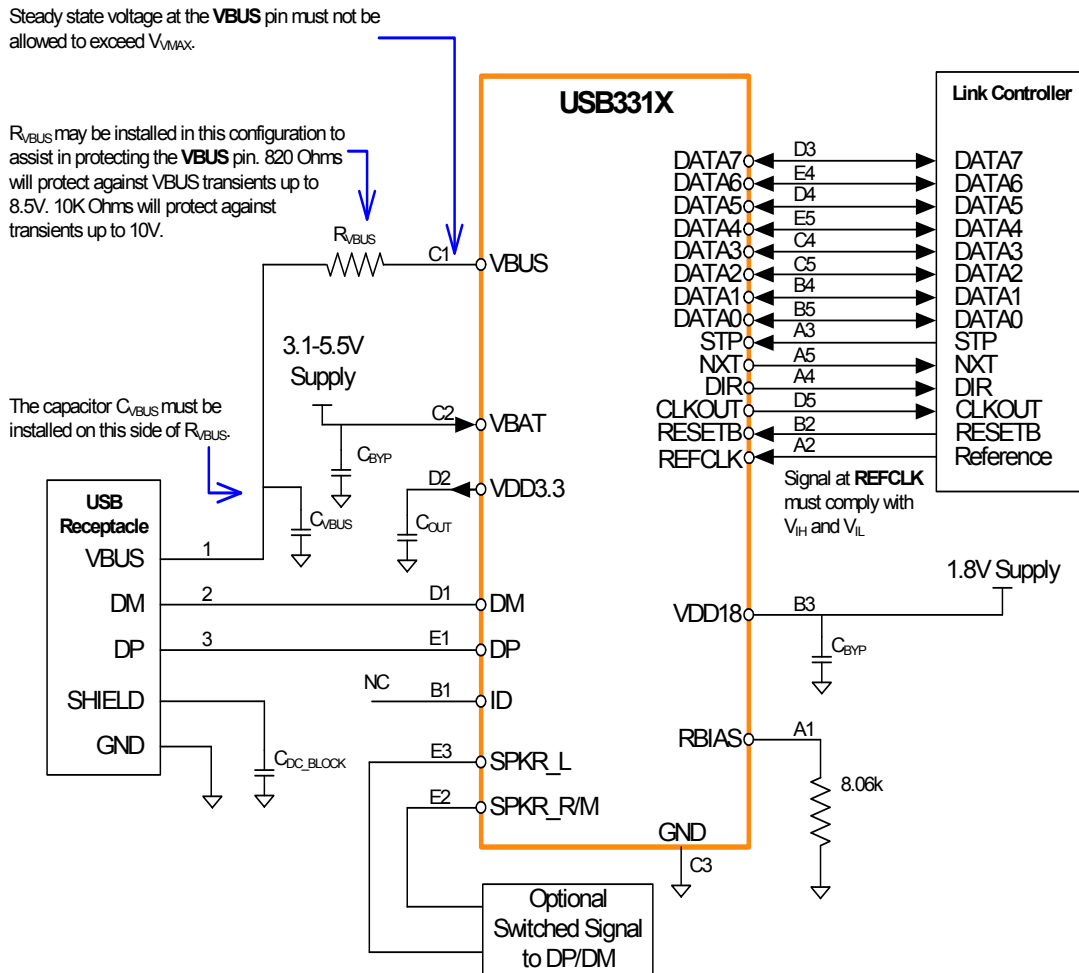 Steady state voltage at the VBUS pin must not be
allowed to exceed VVMAX.
RVBUS may be installed in this configuration to
assist in protecting the VBUS pin. 820 Ohms
will protect against VBUS transients up to
8.5V. 10K Ohms will protect against
transients up to 10V.
RVBUS
C1
VBUS
3.1-5.5V
Supply
The capacitor CVBUS must be
installed on this side of RVBUS.
C2
VBAT
CBYP
D2
VDD3.3
COUT
CVBUS
USB
Receptacle
VBUS
1
DM
2
D1
DM
DP
3
E1
DP
SHIELD
NC
B1
ID
GND
CDC_BLOCK
E3
SPKR_L
E2
SPKR_R/M
USB331X
Link Controller
DATA7
D3
DATA7
DATA6
E4
DATA6
DATA5
D4
DATA5
DATA4
E5
DATA4
DATA3
C4
DATA3
DATA2
C5
DATA2
DATA1
B4
DATA1
DATA0
B5
DATA0
STP
A3
STP
NXT
A5
NXT
DIR
A4
DIR
CLKOUT
D5
CLKOUT
RESETB
B2
RESETB
REFCLK
A2
Reference
Signal at REFCLK
must comply with
VIH and VIL
1.8V Supply
VDD18
B3
CBYP
RBIAS
A1
8.06k
GND
C3
Optional
Switched Signal
to DP/DM